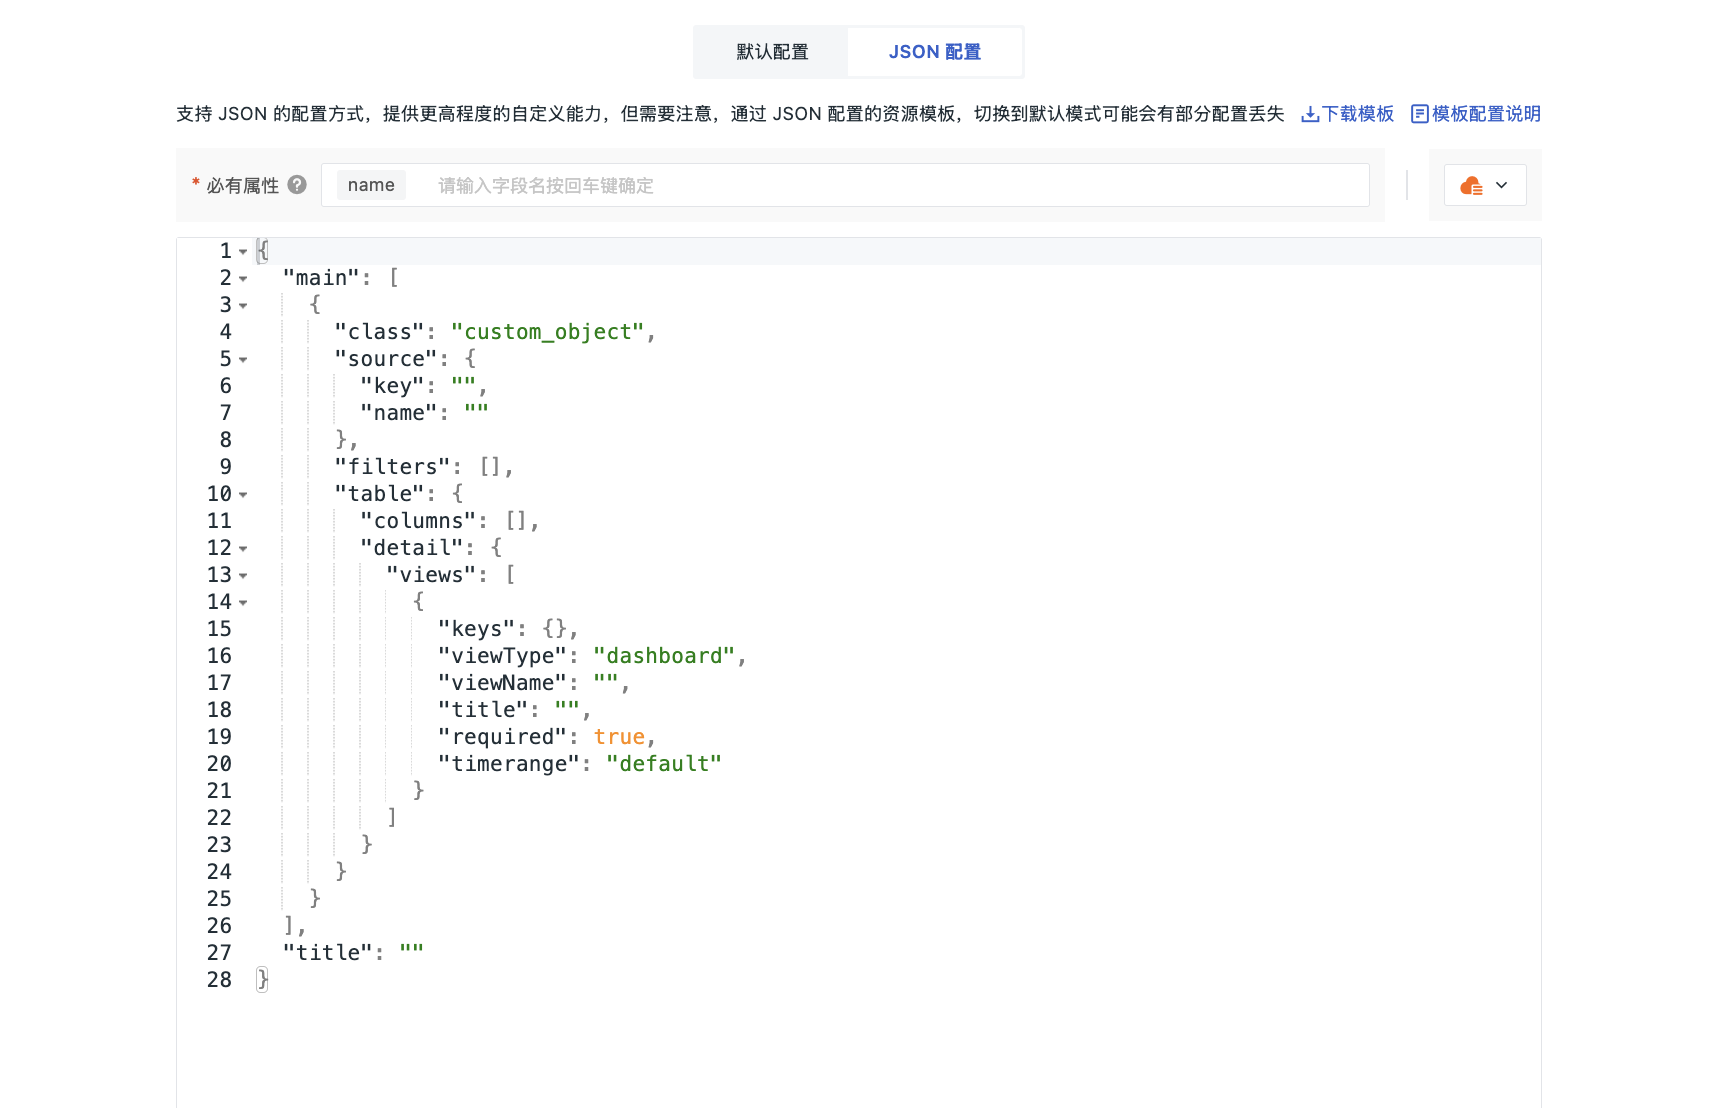 默认配置 JSON 配置
支持 JSON 的配置方式，提供更高程度的自定义能力，但需要注意，通过 JSON 配置的资源模板，切换到默认模式可能会有部分配置丢失 下载模板 模板配置说明
* 必有属性 ? name 请输入字段名按回车键确定
1 {
2 "main": [
3 {
4 "class": "custom_object",
5 "source": {
6 "key": "",
7 "name": ""
8 },
9 "filters": [],
10 "table": {
11 "columns": [],
12 "detail": {
13 "views": [
14 {
15 "keys": {},
16 "viewType": "dashboard",
17 "viewName": "",
18 "title": "",
19 "required": true,
20 "timerange": "default"
21 }
22 ]
23 }
24 }
25 }
26 ],
27 "title": ""
28 }